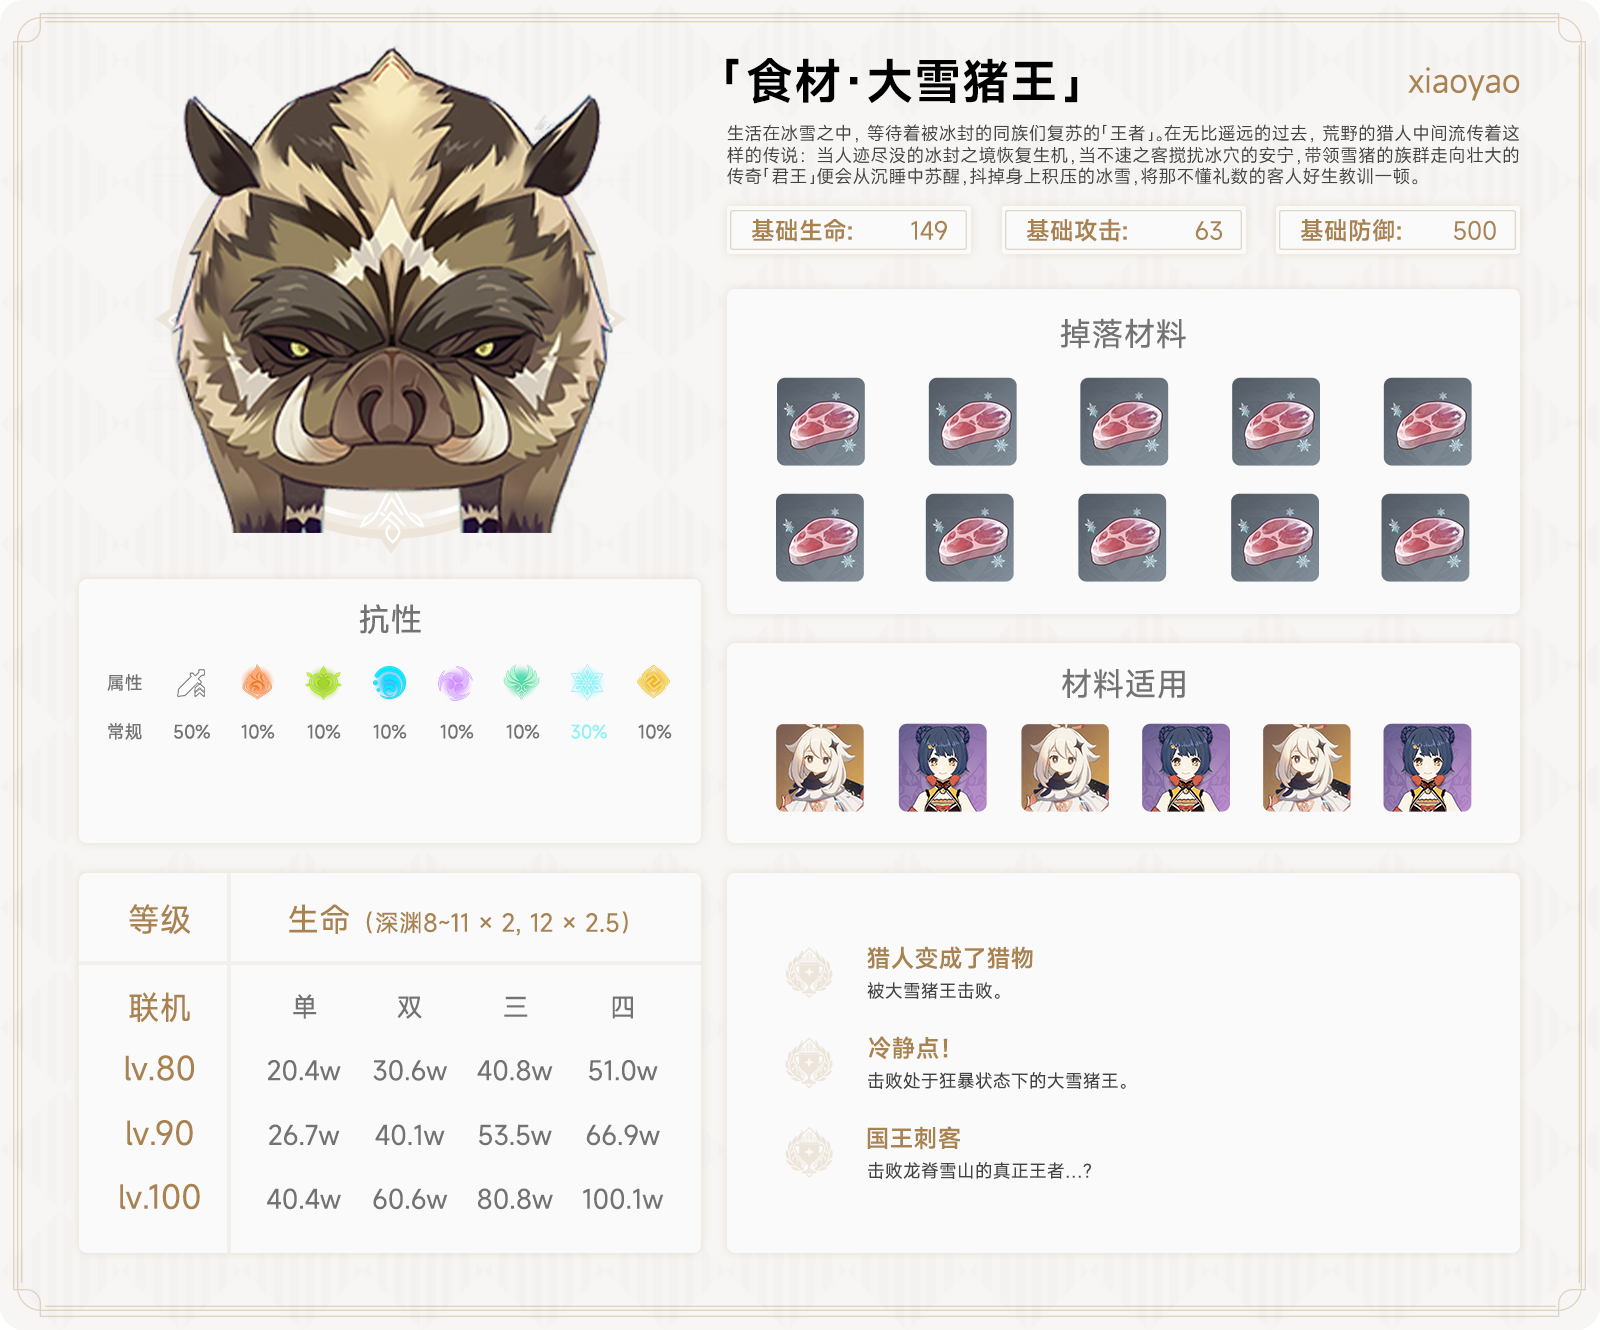 「食材·大雪猪王」
xiaoyao
生活在冰雪之中，等待着被冰封的同族们复苏的「王者」。在无比遥远的过去，荒野的猎人中间流传着这
样的传说：当人迹尽没的冰封之境恢复生机，当不速之客搅扰冰穴的安宁，带领雪猪的族群走向壮大的
传奇「君王」便会从沉睡中苏醒，抖掉身上积压的冰雪，将那不懂礼数的客人好生教训一顿。
基础生命: 149
基础攻击: 63
基础防御: 500
掉落材料
抗性
属性
常规 50% 10% 10% 10% 10% 10% 30% 10%
材料适用
等级 生命（深渊8~11 × 2, 12 × 2.5）
联机 单 双 三 四
lv.80 20.4w 30.6w 40.8w 51.0w
lv.90 26.7w 40.1w 53.5w 66.9w
lv.100 40.4w 60.6w 80.8w 100.1w
猎人变成了猎物
被大雪猪王击败。
冷静点！
击败处于狂暴状态下的大雪猪王。
国王刺客
击败龙脊雪山的真正王者...?